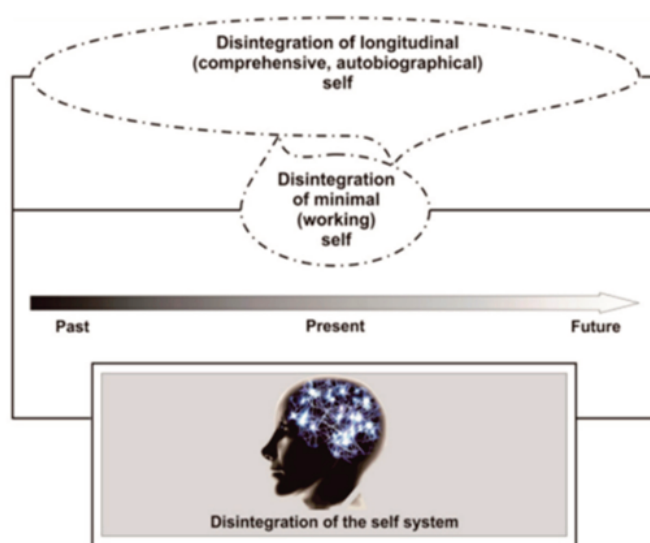 Disintegration of longitudinal
(comprehensive, autobiographical)
self
Disintegration
of minimal
(working)
self
Past Present Future
Disintegration of the self system